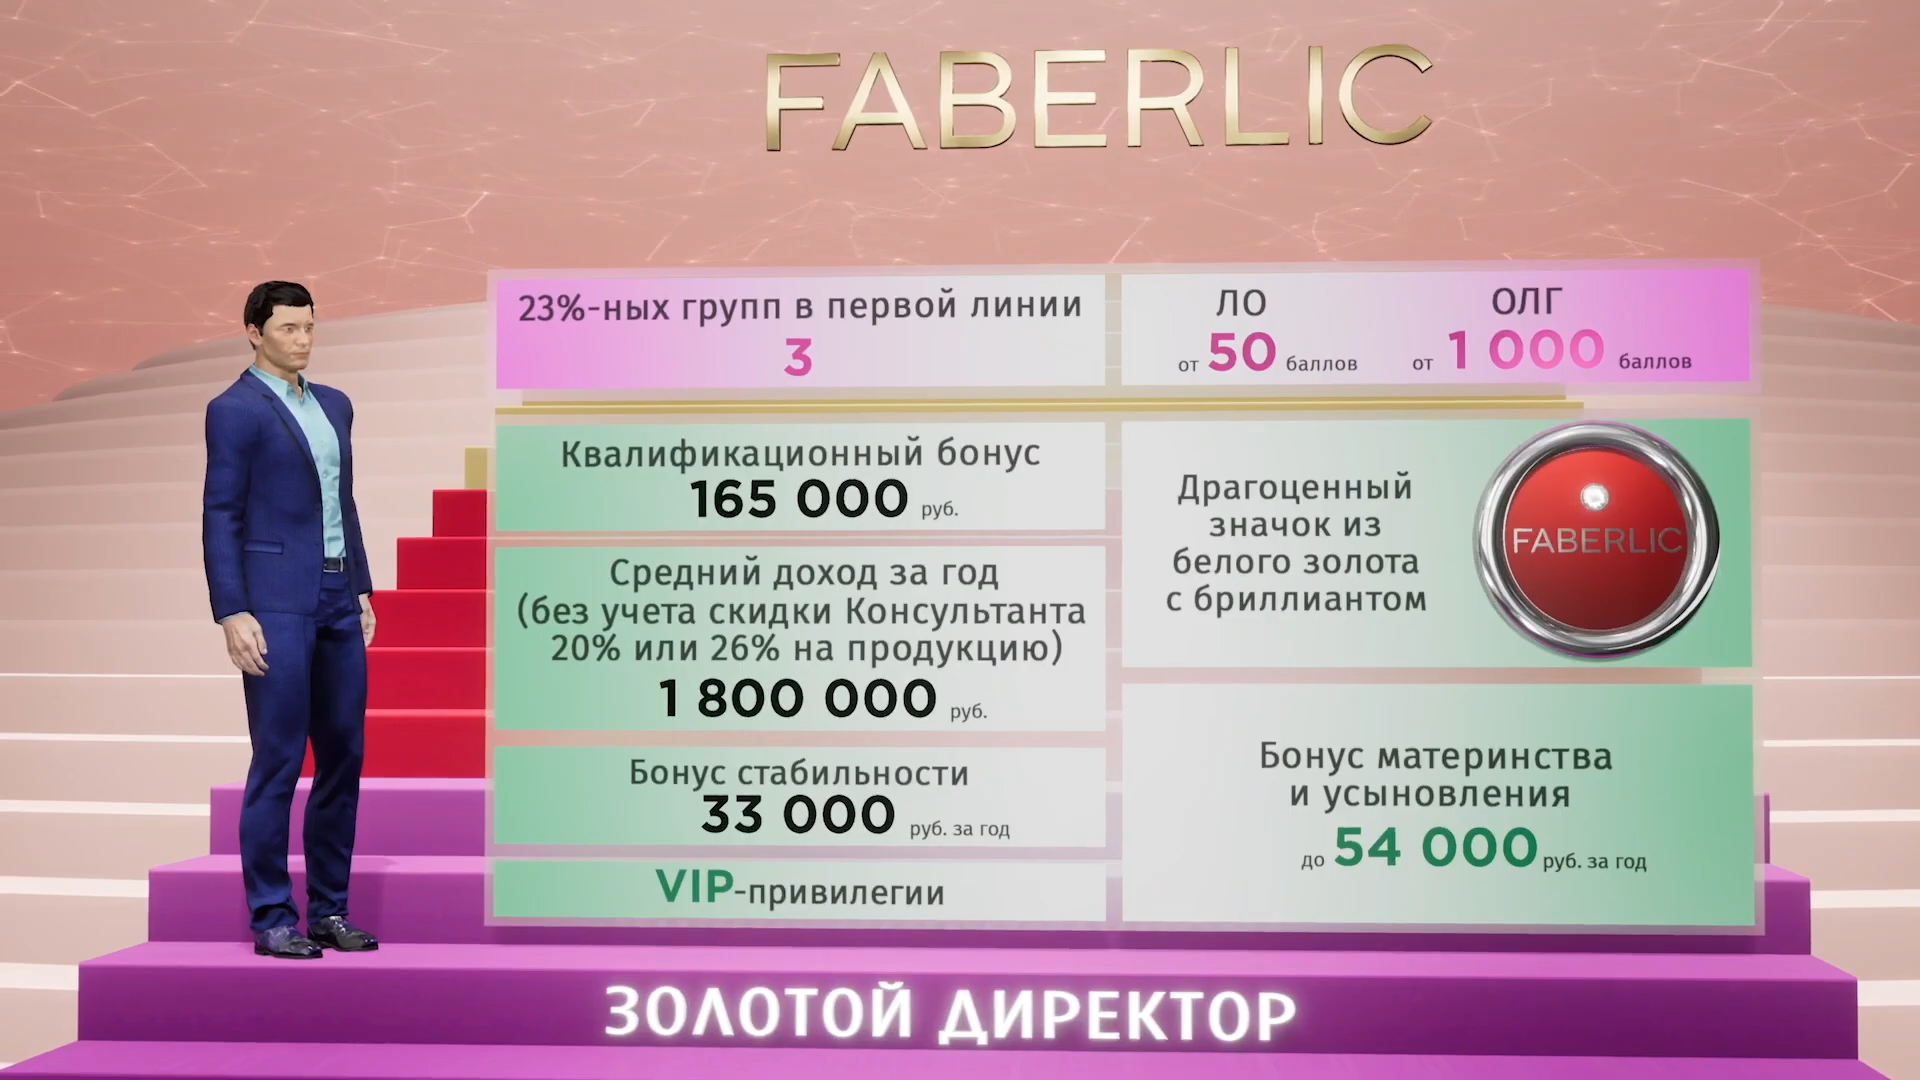 FABERLIC
23%-ных групп в первой линии
3
ЛО
от 50 баллов
ОЛГ
от 1 000 баллов
Квалификационный бонус
165 000 руб.
Средний доход за год
(без учета скидки Консультанта
20% или 26% на продукцию)
1 800 000 руб.
Бонус стабильности
33 000 руб. за год
VIP-привилегии
Драгоценный
значок из
белого золота
с бриллиантом
FABERLIC
Бонус материнства
и усыновления
до 54 000 руб. за год
ЗОЛОТОЙ ДИРЕКТОР